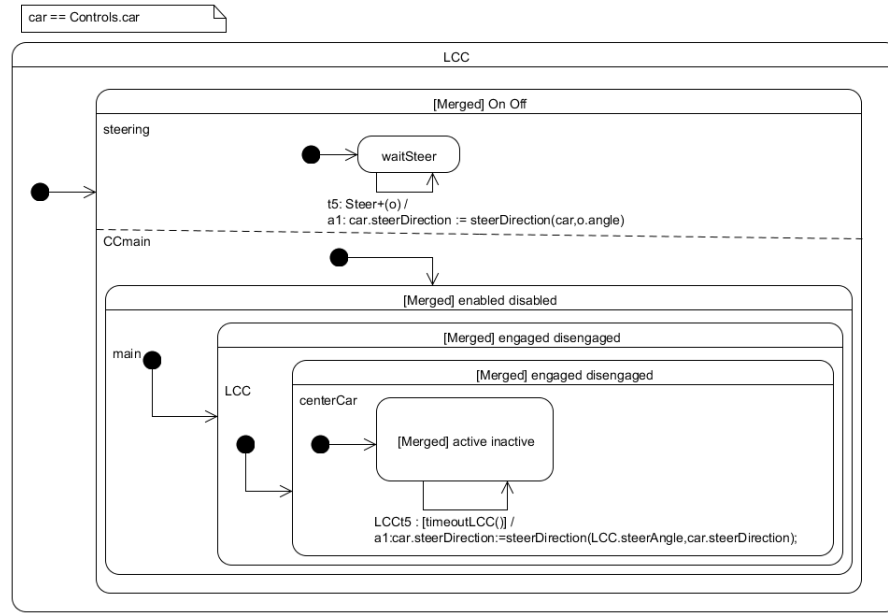 car == Controls.car
LCC
[Merged] On Off
steering
waitSteer
t5: Steer+(o) /
a1: car.steerDirection := steerDirection(car,o.angle)
CCmain
[Merged] enabled disabled
main
[Merged] engaged disengaged
LCC
[Merged] engaged disengaged
centerCar
[Merged] active inactive
LCCt5 : [timeoutLCC()] /
a1:car.steerDirection:=steerDirection(LCC.steerAngle,car.steerDirection);